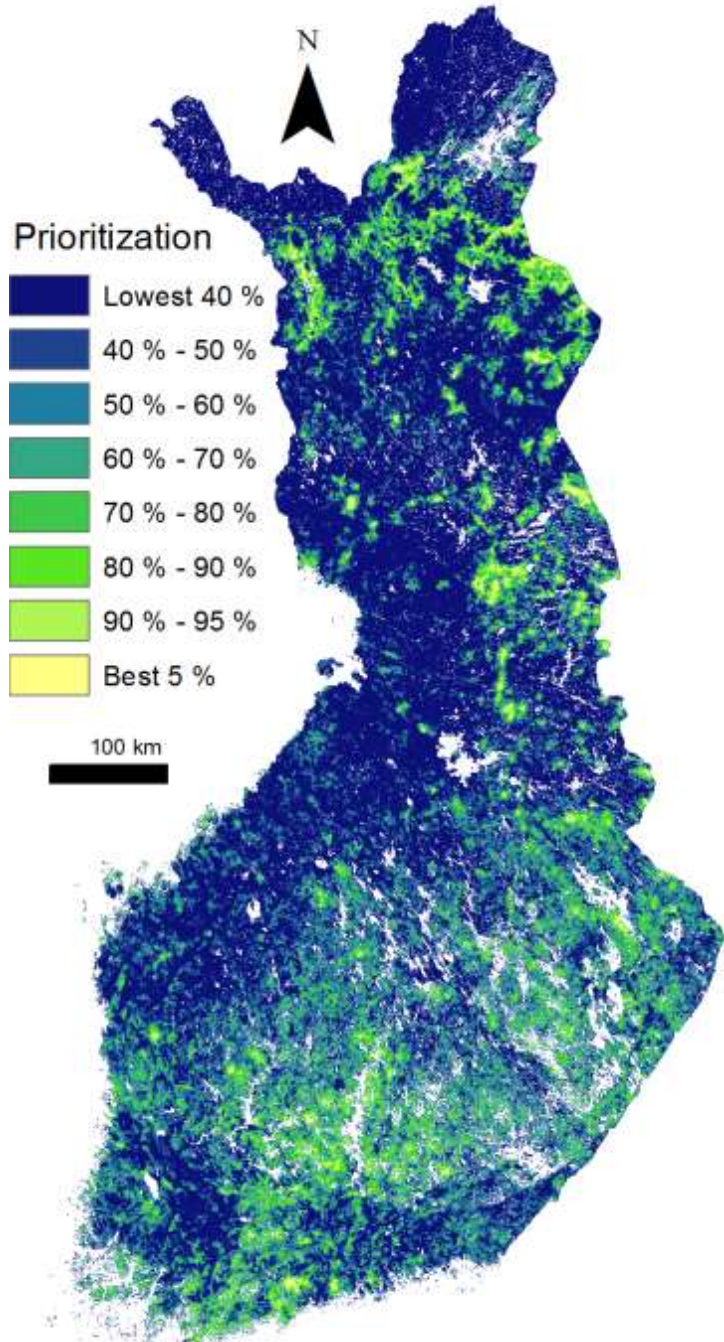 N
Prioritization
Lowest 40 %
40 % - 50 %
50 % - 60 %
60 % - 70 %
70 % - 80 %
80 % - 90 %
90 % - 95 %
Best 5 %
100 km